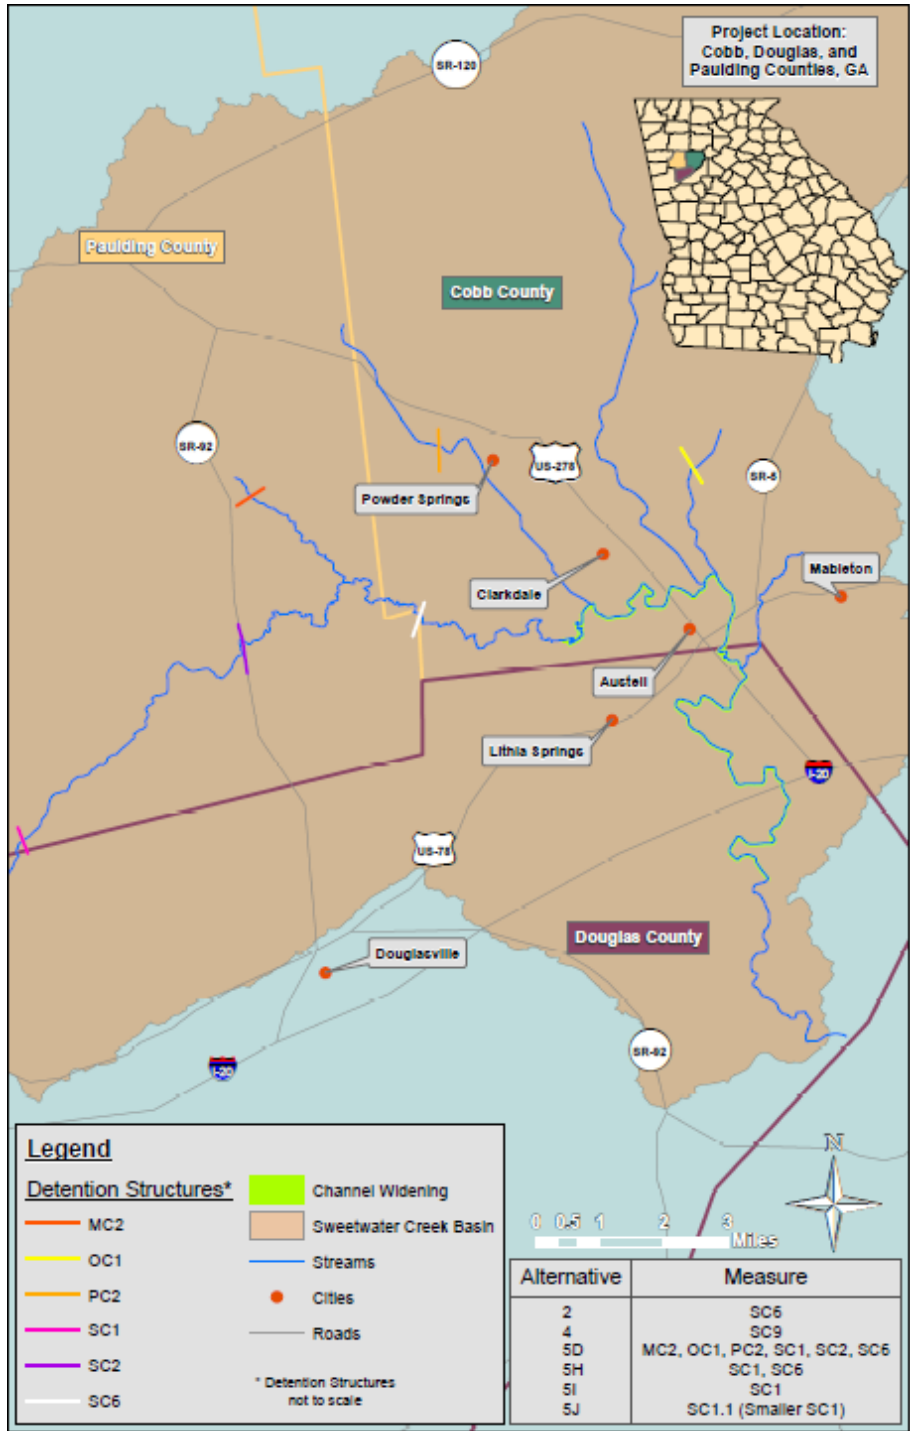 Project Location:
Cobb, Douglas, and
Paulding Counties, GA
SR-120
Paulding County
Cobb County
SR-92
US-278
SR-6
Powder Springs
Clarkdale
Mableton
Austell
Lithia Springs
I-20
US-78
Douglas County
Douglasville
SR-92
I-20
Legend
Detention Structures*
MC2
OC1
PC2
SC1
SC2
SC6
Channel Widening
Sweetwater Creek Basin
Streams
Cities
Roads
* Detention Structures
not to scale
N
0 0.5 1 2 3
Miles
Alternative Measure
2 SC6
4 SC9
5D MC2, OC1, PC2, SC1, SC2, SC6
5H SC1, SC6
5I SC1
5J SC1.1 (Smaller SC1)